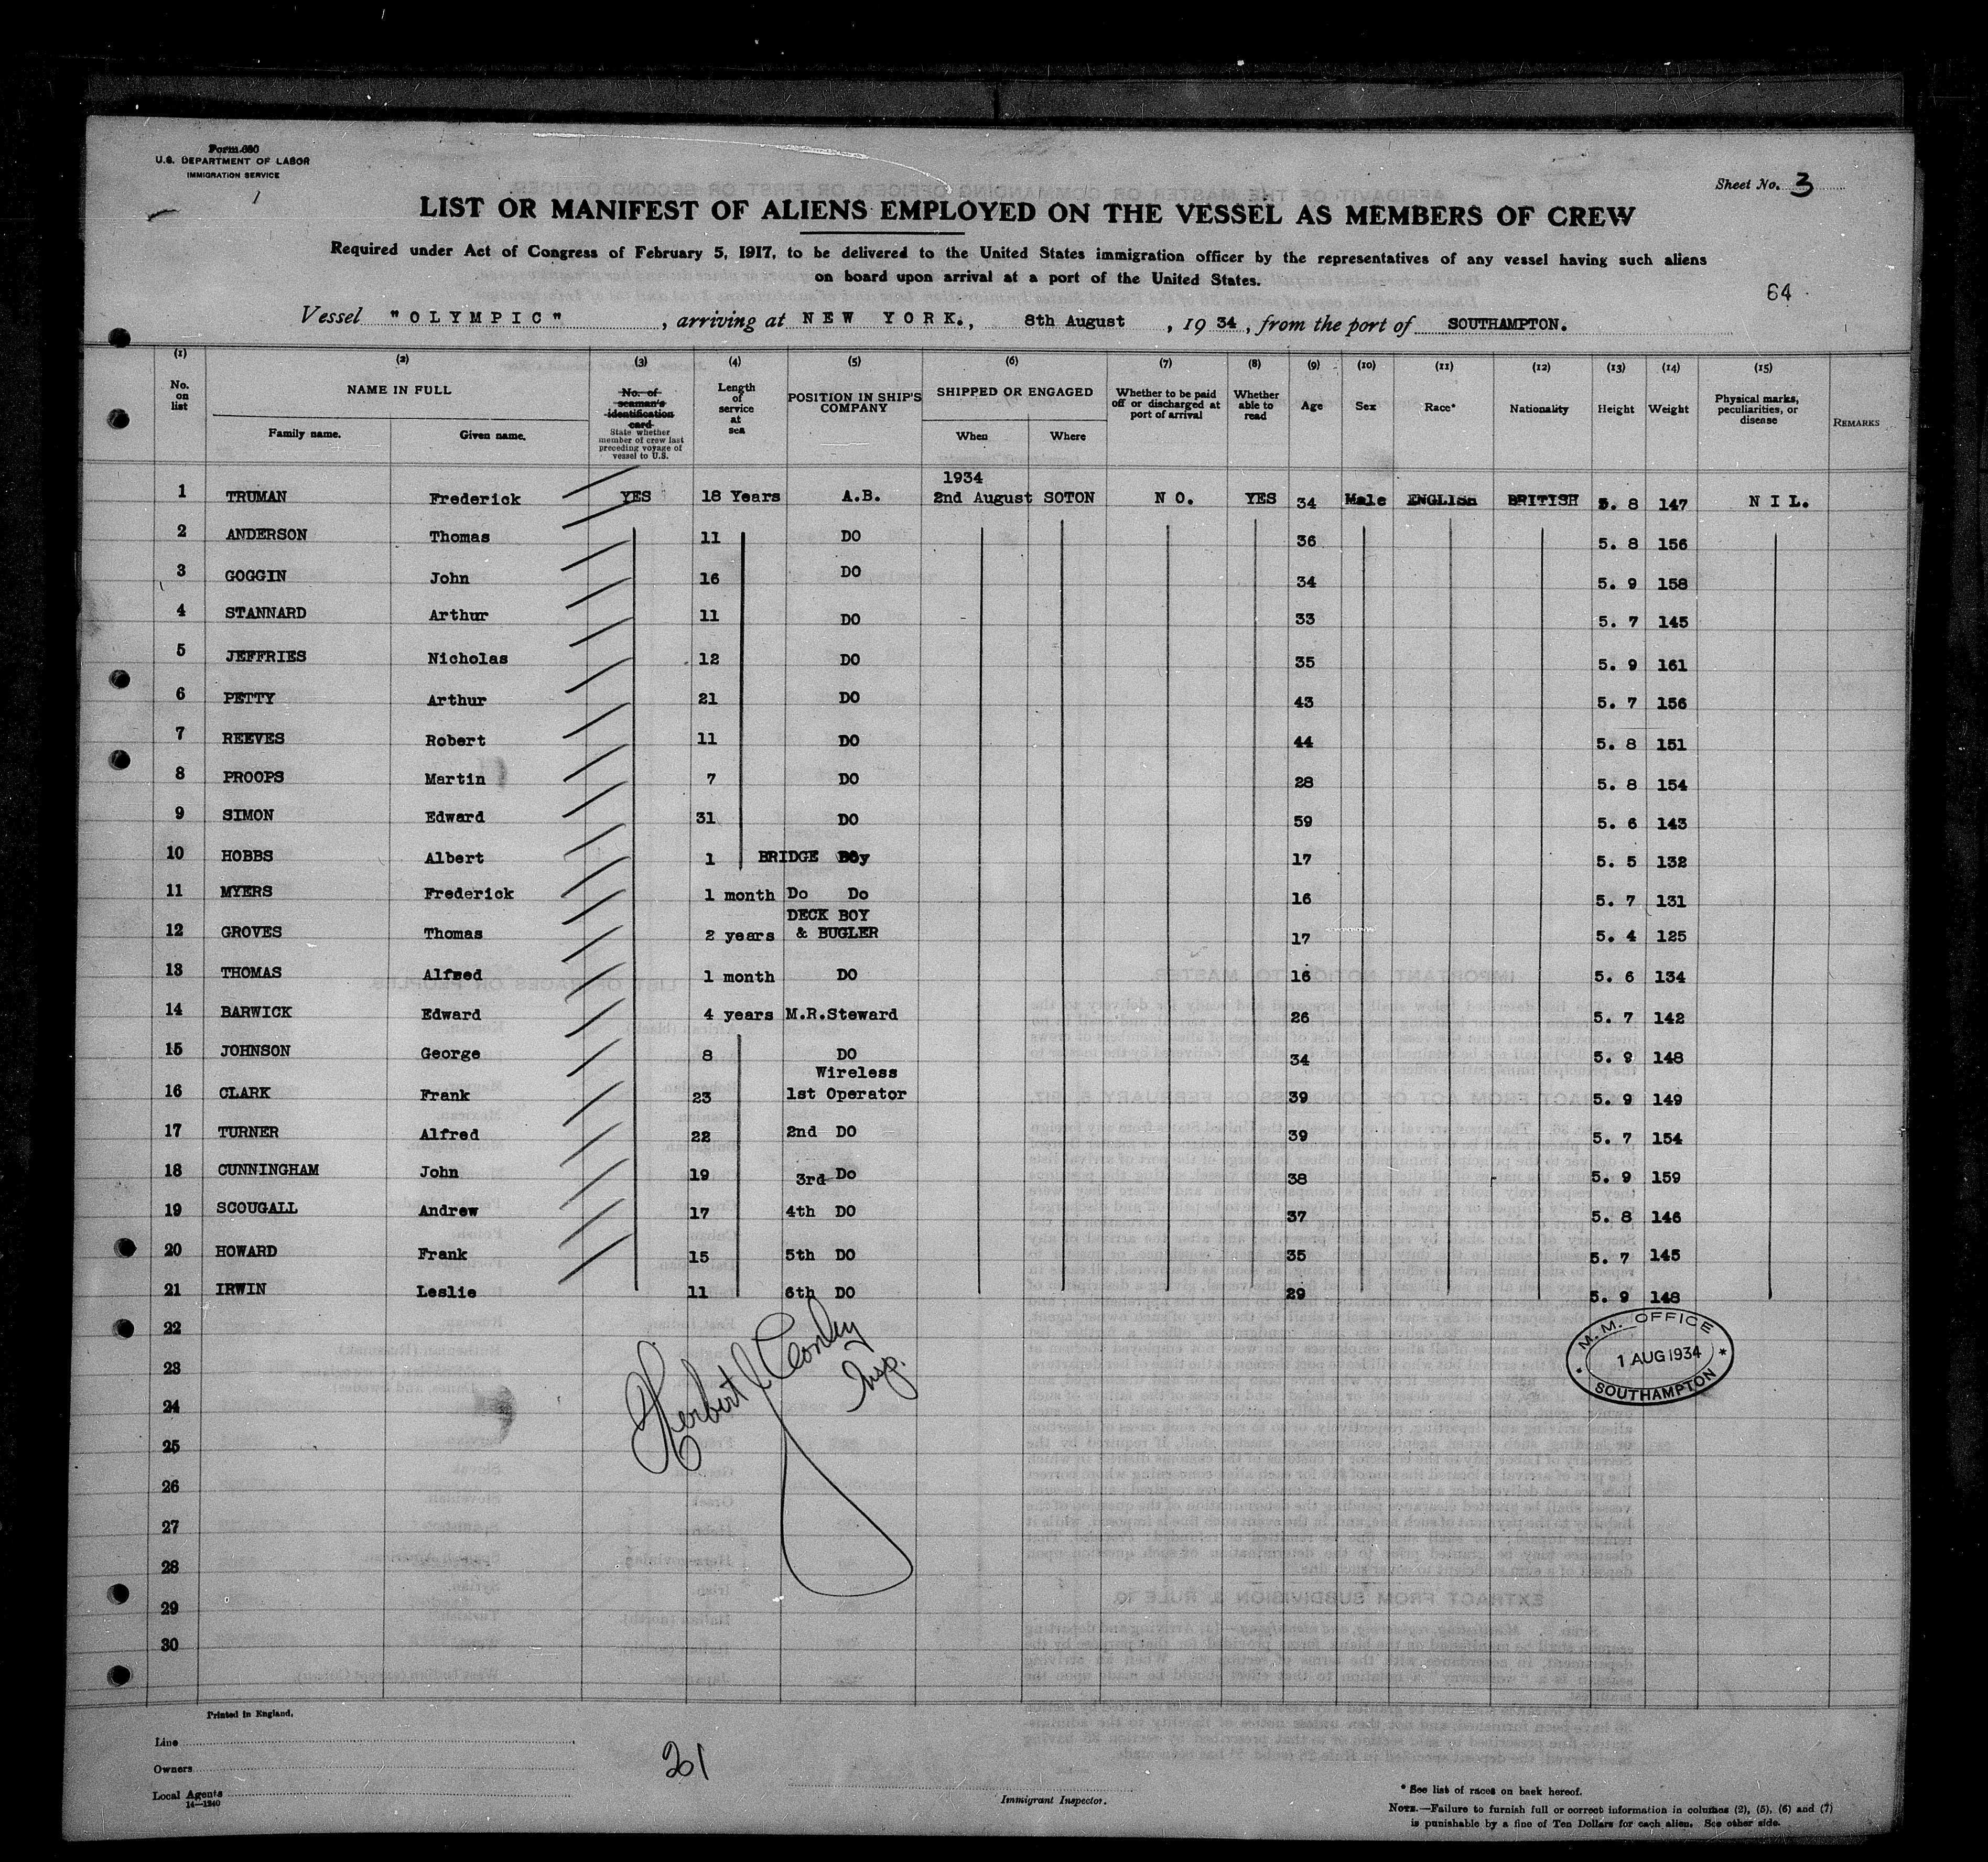 Form 680
U.S. DEPARTMENT OF LABOR
IMMIGRATION SERVICE
Sheet No. 3
LIST OR MANIFEST OF ALIENS EMPLOYED ON THE VESSEL AS MEMBERS OF CREW
Required under Act of Congress of February 5, 1917, to be delivered to the United States immigration officer by the representatives of any vessel having such aliens
on board upon arrival at a port of the United States.
64
Vessel "OLYMPIC", arriving at NEW YORK., 8th August, 1934, from the port of SOUTHAMPTON.
(1) (2) (3) (4) (5) (6) (7) (8) (9) (10) (11) (12) (13) (14) (15)
No. on list
NAME IN FULL
Family name. Given name.
No. of seaman's identification card
State whether member of crew last preceding voyage of vessel to U.S.
Length of service at sea
POSITION IN SHIP'S COMPANY
SHIPPED OR ENGAGED
When Where
Whether to be paid off or discharged at port of arrival
Whether able to read
Age
Sex
Race*
Nationality
Height
Weight
Physical marks, peculiarities, or disease
REMARKS
1934
1 TRUMAN Frederick YES 18 Years A.B. 2nd August SOTON NO. YES 34 Male ENGLISH BRITISH 5. 8 147 NIL.
2 ANDERSON Thomas 11 DO 36 5. 8 156
3 GOGGIN John 16 DO 34 5. 9 158
4 STANNARD Arthur 11 DO 33 5. 7 145
5 JEFFRIES Nicholas 12 DO 35 5. 9 161
6 PETTY Arthur 21 DO 43 5. 7 156
7 REEVES Robert 11 DO 44 5. 8 151
8 PROOPS Martin 7 DO 28 5. 8 154
9 SIMON Edward 31 DO 59 5. 6 143
10 HOBBS Albert 1 BRIDGE BOy 17 5. 5 132
11 MYERS Frederick 1 month Do Do 16 5. 7 131
DECK BOY
12 GROVES Thomas 2 years & BUGLER 17 5. 4 125
13 THOMAS Alfred 1 month DO 16 5. 6 134
14 BARWICK Edward 4 years M.R.Steward 26 5. 7 142
15 JOHNSON George 8 DO 34 5. 9 148
Wireless
16 CLARK Frank 23 1st Operator 39 5. 9 149
17 TURNER Alfred 22 2nd DO 39 5. 7 154
18 CUNNINGHAM John 19 3rd Do 38 5. 9 159
19 SCOUGALL Andrew 17 4th DO 37 5. 8 146
20 HOWARD Frank 15 5th DO 35 5. 7 145
21 IRWIN Leslie 11 6th DO 29 5. 9 148
22
23
24
25
26
27
28
29
30
Herbert J. Conley
Insp.
M.M. OFFICE
1 AUG 1934
SOUTHAMPTON
Printed in England.
Line
Owners
Local Agents
14—1240
21
Immigrant Inspector.
* See list of races on back hereof.
NOTE.—Failure to furnish full or correct information in columns (2), (5), (6) and (7)
is punishable by a fine of Ten Dollars for each alien. See other side.